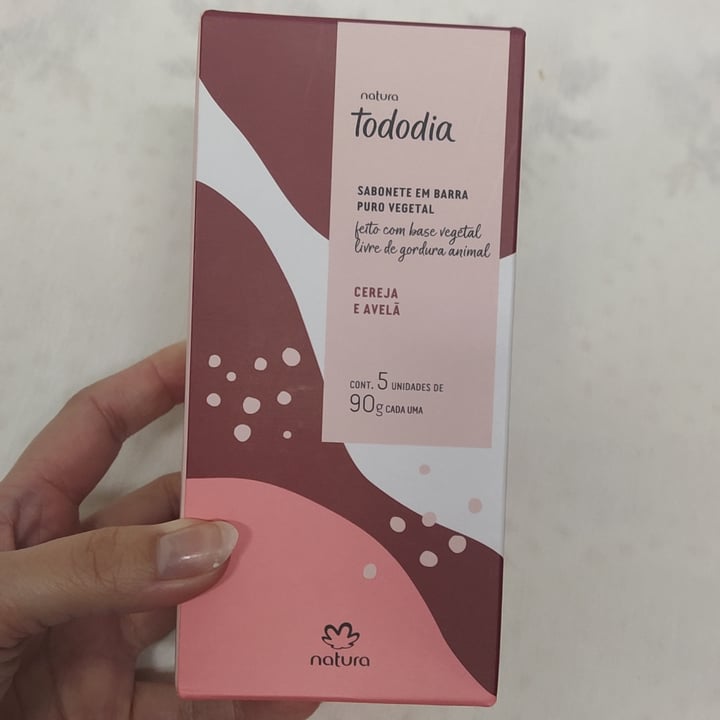 natura
tododia
SABONETE EM BARRA
PURO VEGETAL
feito com base vegetal
livre de gordura animal
CEREJA
E AVELÃ
CONT. 5 UNIDADES DE
90g CADA UMA
natura